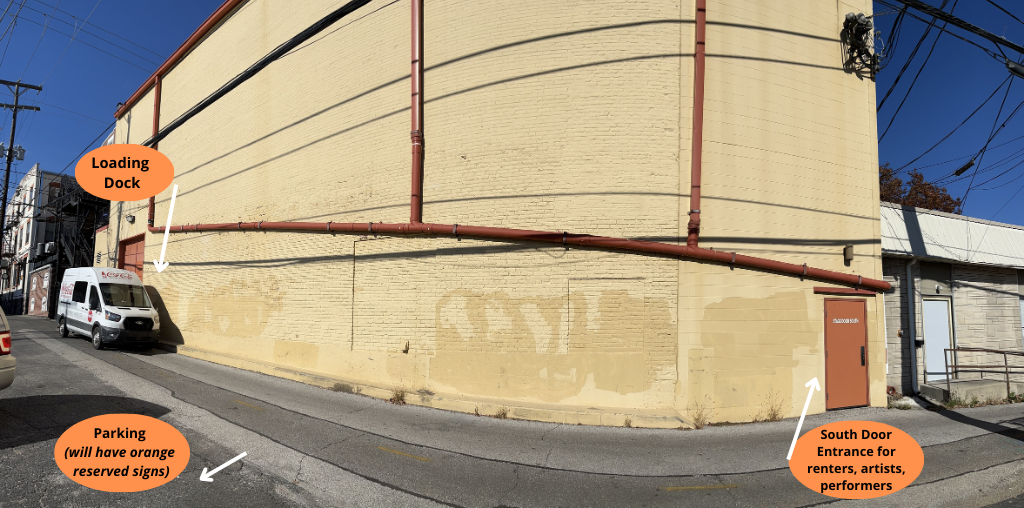 Loading
Dock
Parking
(will have orange
reserved signs)
South Door
Entrance for
renters, artists,
performers